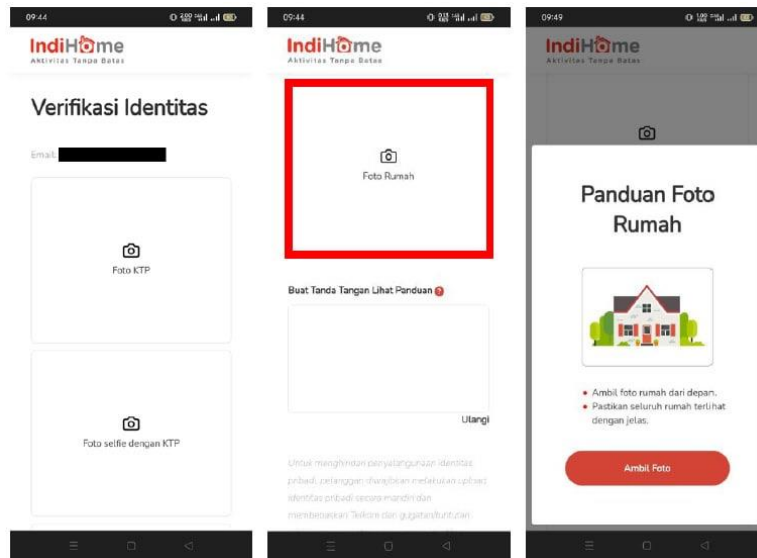 09:44
IndiHome
Aktivitas Tanpa Batas
Verifikasi Identitas
Email:
Foto KTP
Foto selfie dengan KTP
09:44
IndiHome
Aktivitas Tanpa Batas
Foto Rumah
Buat Tanda Tangan Lihat Panduan ?
Ulangi
Untuk menghindari penyalahgunaan identitas
pribadi, pelanggan diwajibkan melakukan upload
identitas pribadi secara mandiri dan
membebaskan Telkom dari gugatan/tuntutan
09:49
IndiHome
Aktivitas Tanpa Batas
Panduan Foto
Rumah
Ambil foto rumah dari depan.
Pastikan seluruh rumah terlihat
dengan jelas.
Ambil Foto